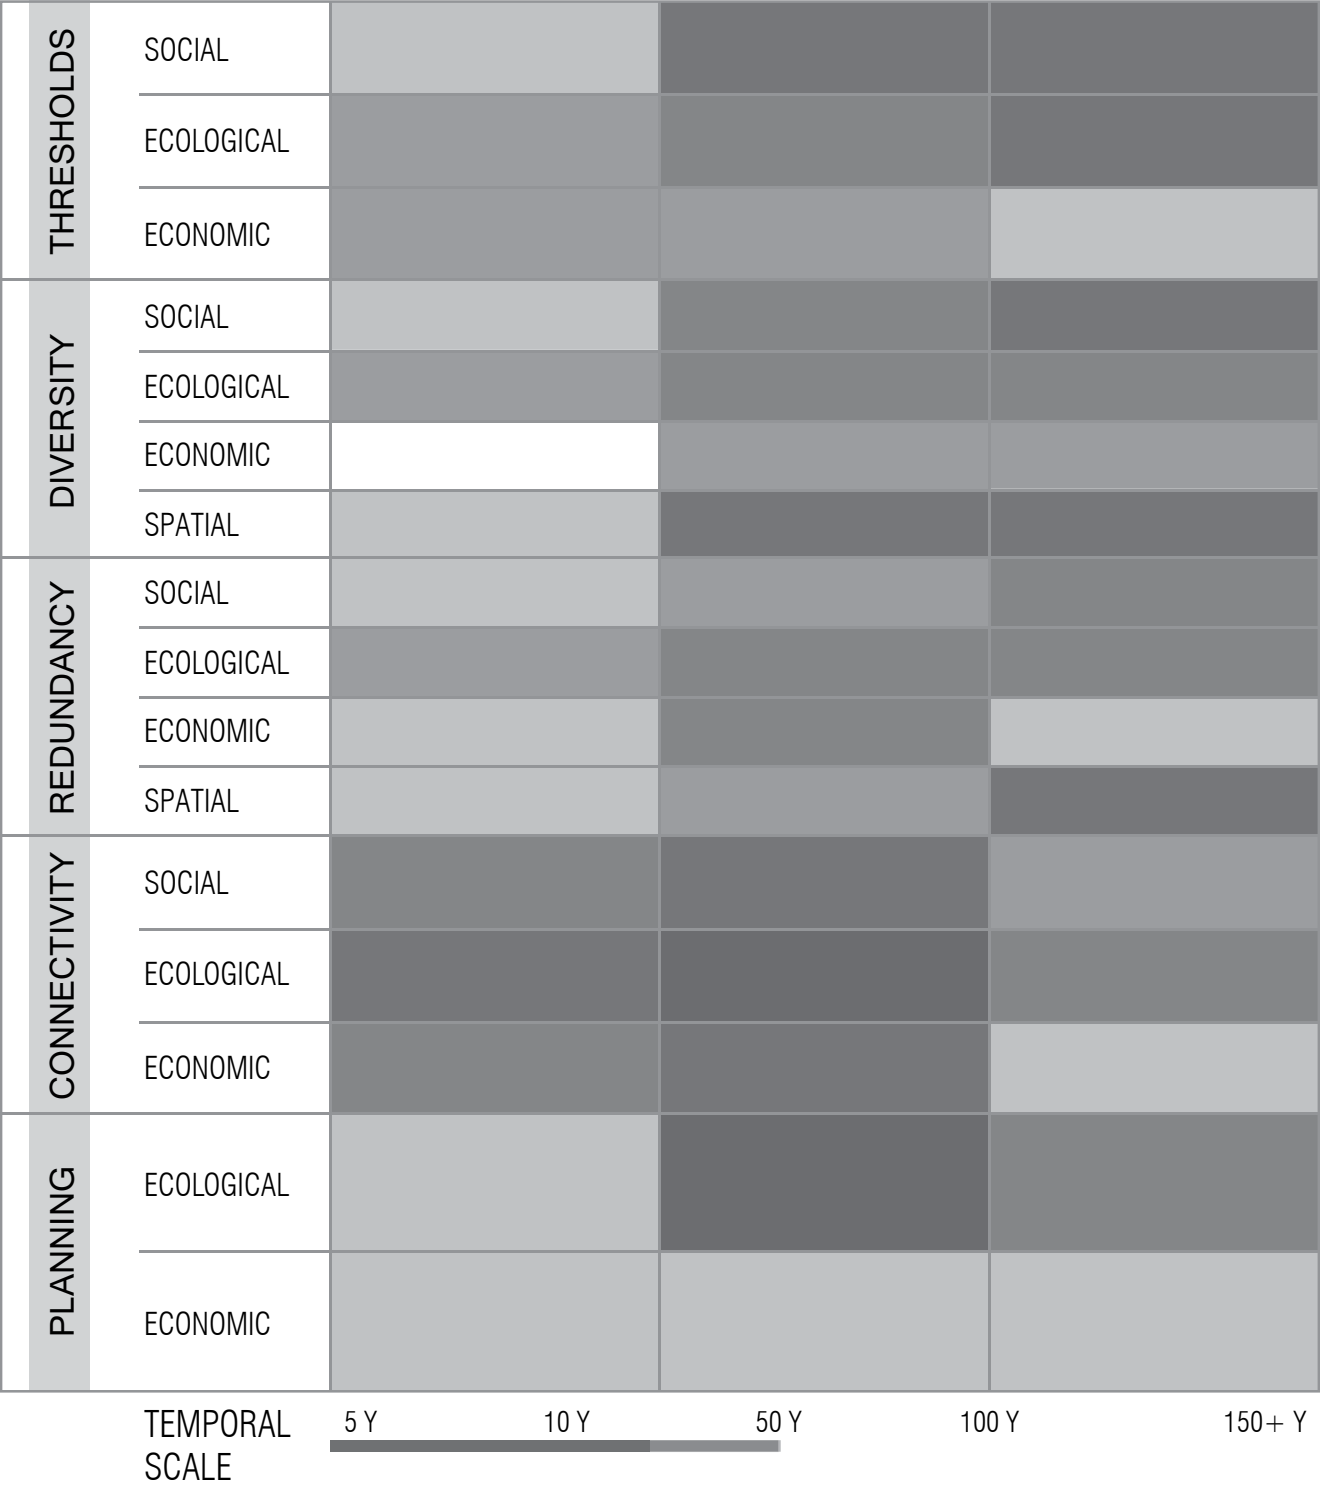 THRESHOLDS
SOCIAL
ECOLOGICAL
ECONOMIC
DIVERSITY
SOCIAL
ECOLOGICAL
ECONOMIC
SPATIAL
REDUNDANCY
SOCIAL
ECOLOGICAL
ECONOMIC
SPATIAL
CONNECTIVITY
SOCIAL
ECOLOGICAL
ECONOMIC
PLANNING
ECOLOGICAL
ECONOMIC
TEMPORAL
SCALE
5 Y 10 Y 50 Y 100 Y 150+ Y